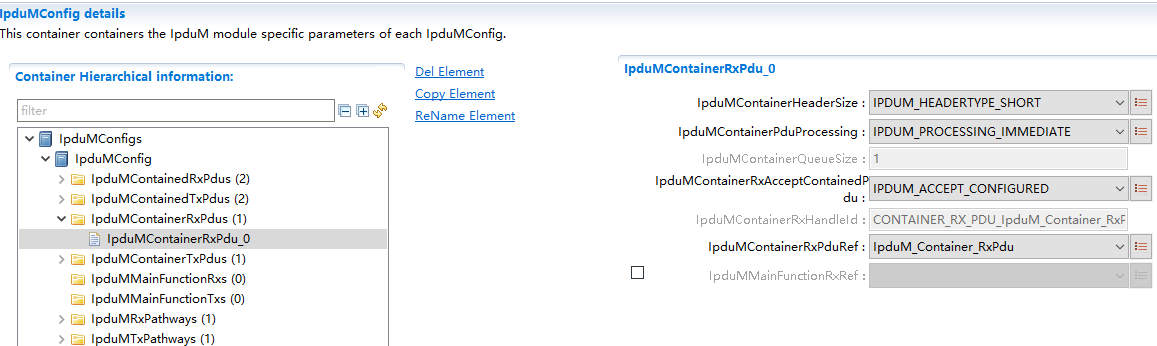 IpduMConfig details
This container containers the IpduM module specific parameters of each IpduMConfig.
Container Hierarchical information:
filter
IpduMConfigs
IpduMConfig
IpduMContainedRxPdus (2)
IpduMContainedTxPdus (2)
IpduMContainerRxPdus (1)
IpduMContainerRxPdu_0
IpduMContainerTxPdus (1)
IpduMMainFunctionRxs (0)
IpduMMainFunctionTxs (0)
IpduMRxPathways (1)
IpduMTxPathways (1)
Del Element
Copy Element
ReName Element
IpduMContainerRxPdu_0
IpduMContainerHeaderSize : IPDUM_HEADERTYPE_SHORT
IpduMContainerPduProcessing : IPDUM_PROCESSING_IMMEDIATE
IpduMContainerQueueSize : 1
IpduMContainerRxAcceptContainedP
du : IPDUM_ACCEPT_CONFIGURED
IpduMContainerRxHandleId : CONTAINER_RX_PDU_IpduM_Container_RxP
IpduMContainerRxPduRef : IpduM_Container_RxPdu
IpduMMainFunctionRxRef :